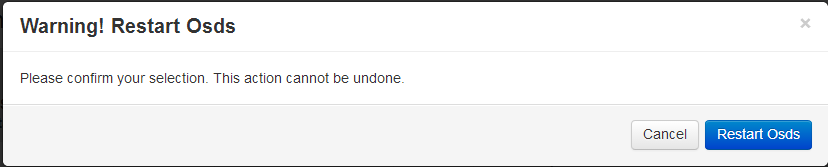 Warning! Restart Osds
×
Please confirm your selection. This action cannot be undone.
Cancel Restart Osds